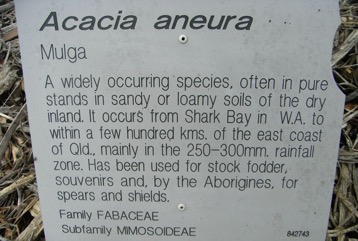 Acacia aneura
Mulga
A widely occurring species, often in pure
stands in sandy or loamy soils of the dry
inland. It occurs from Shark Bay in W.A. to
within a few hundred kms. of the east coast
of Qld., mainly in the 250-300mm. rainfall
zone. Has been used for stock fodder,
souvenirs and, by the Aborigines, for
spears and shields.
Family FABACEAE
Subfamily MIMOSOIDEAE
842743